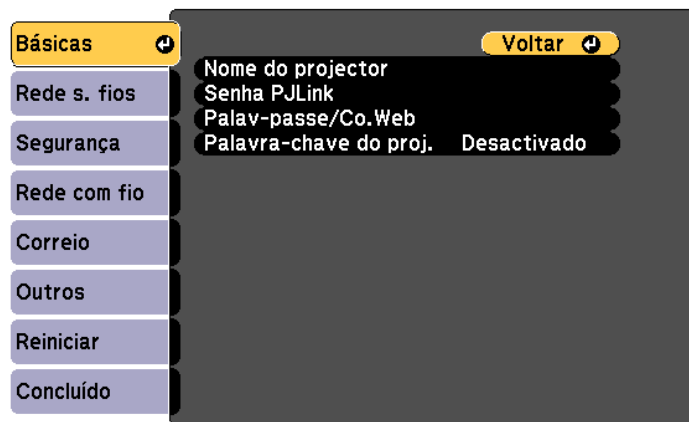 Básicas
Rede s. fios
Segurança
Rede com fio
Correio
Outros
Reiniciar
Concluído
Voltar
Nome do projector
Senha PJLink
Palav-passe/Co.Web
Palavra-chave do proj. Desactivado